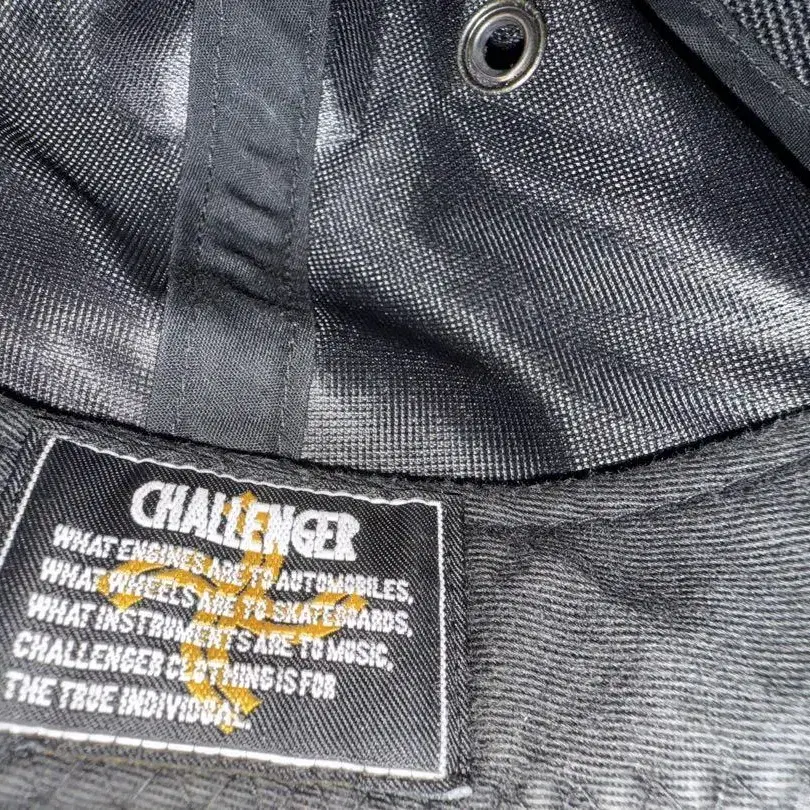 CHALLENGER
WHAT ENGINES ARE TO AUTOMOBILES,
WHAT WHEELS ARE TO SKATEBOARDS,
WHAT INSTRUMENTS ARE TO MUSIC,
CHALLENGER CLOTHING IS FOR
THE TRUE INDIVIDUAL.